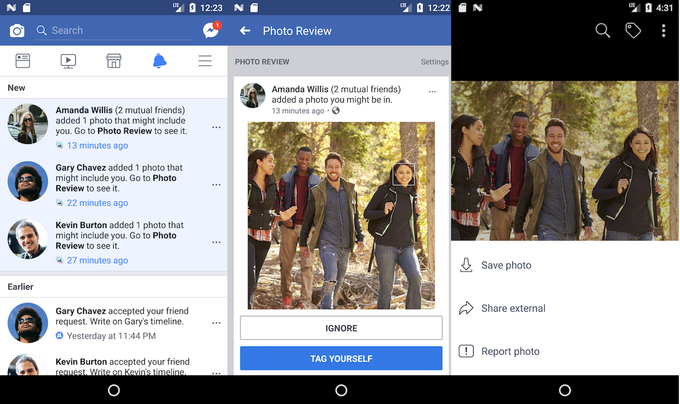 LTE 12:23
Search
1
New
Amanda Willis (2 mutual friends)
added 1 photo that might include
you. Go to Photo Review to see it.
13 minutes ago
Gary Chavez added 1 photo that
might include you. Go to Photo
Review to see it.
22 minutes ago
Kevin Burton added 1 photo that
might include you. Go to Photo
Review to see it.
27 minutes ago
Earlier
Gary Chavez accepted your friend
request. Write on Gary's timeline.
Yesterday at 11:44 PM
Kevin Burton accepted your friend
request. Write on Kevin's timeline.
LTE 12:22
Photo Review
PHOTO REVIEW Settings
Amanda Willis (2 mutual friends)
added a photo you might be in.
13 minutes ago ·
IGNORE
TAG YOURSELF
LTE 4:31
Save photo
Share external
Report photo